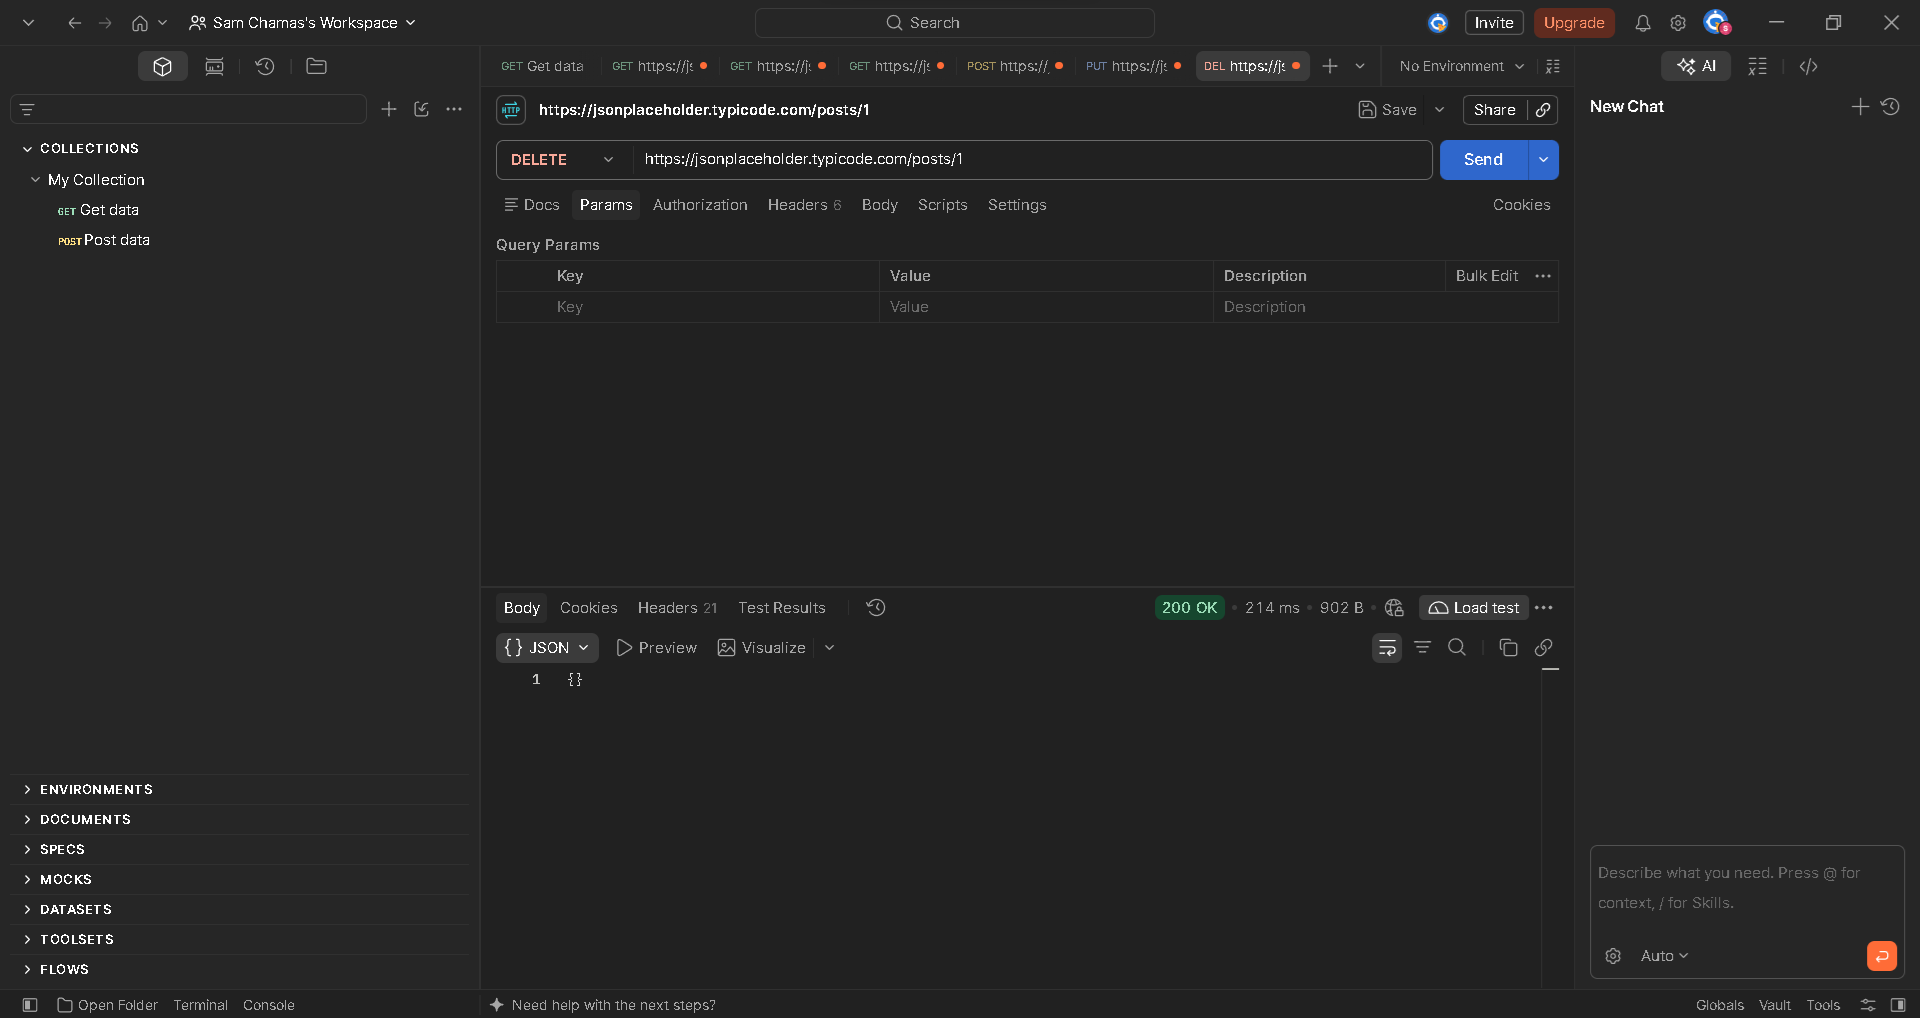 Sam Chamas's Workspace
Search
Invite
Upgrade
GET Get data
GET https://js
GET https://js
GET https://js
POST https://j
PUT https://js
DEL https://js
No Environment
AI
HTTP
https://jsonplaceholder.typicode.com/posts/1
Save
Share
New Chat
COLLECTIONS
My Collection
GET Get data
POST Post data
DELETE
https://jsonplaceholder.typicode.com/posts/1
Send
Docs
Params
Authorization
Headers 6
Body
Scripts
Settings
Cookies
Query Params
Key
Value
Description
Bulk Edit
Key
Value
Description
Body
Cookies
Headers 21
Test Results
200 OK
214 ms
902 B
Load test
{} JSON
Preview
Visualize
1 {}
ENVIRONMENTS
DOCUMENTS
SPECS
MOCKS
DATASETS
TOOLSETS
FLOWS
Describe what you need. Press @ for
context, / for Skills.
Auto
Open Folder
Terminal
Console
Need help with the next steps?
Globals
Vault
Tools